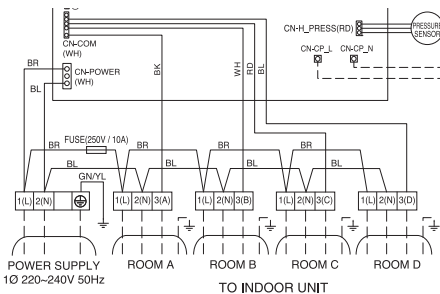 CN-COM
(WH)
CN-H_PRESS(RD)
PRESSURE
SENSOR
CN-CP_L
CN-CP_N
BR
CN-POWER
(WH)
BL
BK
WH
RD
BL
BR
FUSE(250V / 10A)
BR
BR
BR
BL
BL
BL
BL
GN/YL
1(L) 2(N)
1(L) 2(N) 3(A)
1(L) 2(N) 3(B)
1(L) 2(N) 3(C)
1(L) 2(N) 3(D)
POWER SUPPLY
1Ø 220~240V 50Hz
ROOM A
ROOM B
ROOM C
ROOM D
TO INDOOR UNIT